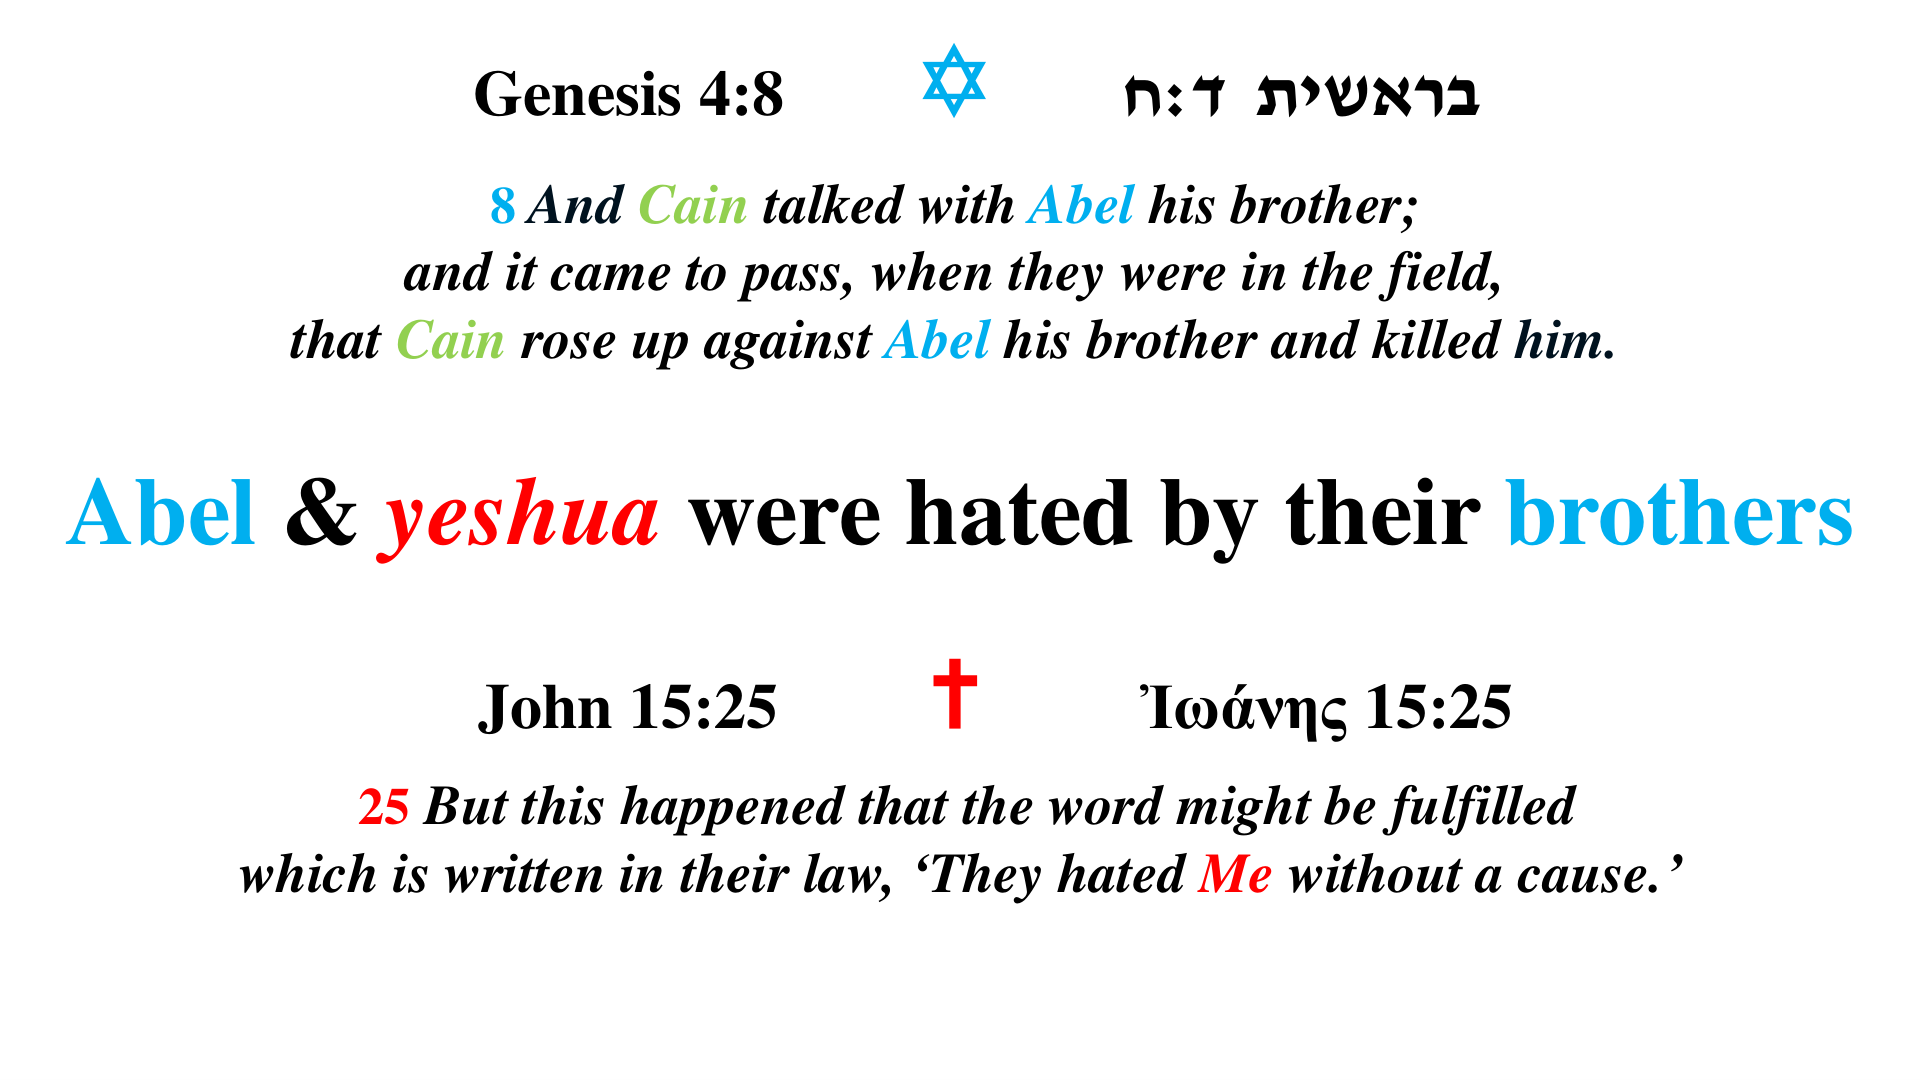 Genesis 4:8 ✡ בראשית ד:ח
8 And Cain talked with Abel his brother;
and it came to pass, when they were in the field,
that Cain rose up against Abel his brother and killed him.
Abel & yeshua were hated by their brothers
John 15:25 ✝ Ἰωάνης 15:25
25 But this happened that the word might be fulfilled
which is written in their law, ‘They hated Me without a cause.’